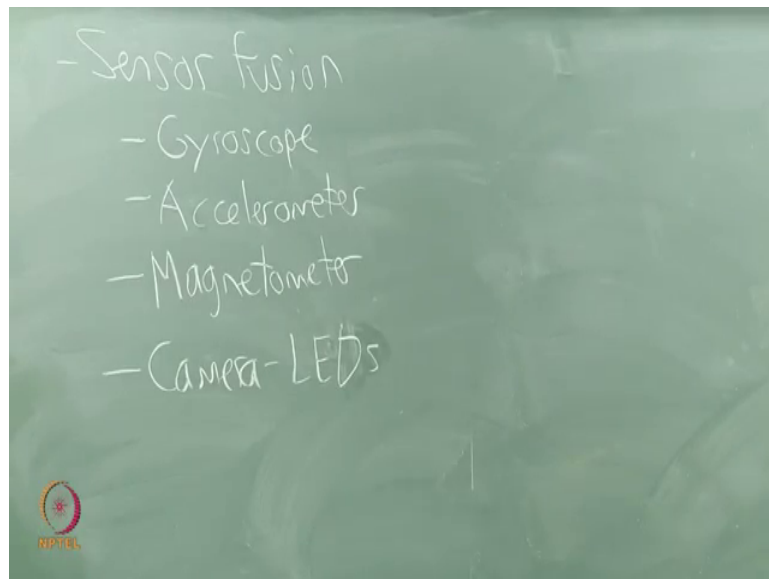 - Sensor fusion
- Gyroscope
- Accelerometer
- Magnetometer
- Camera-LEDs
NPTEL